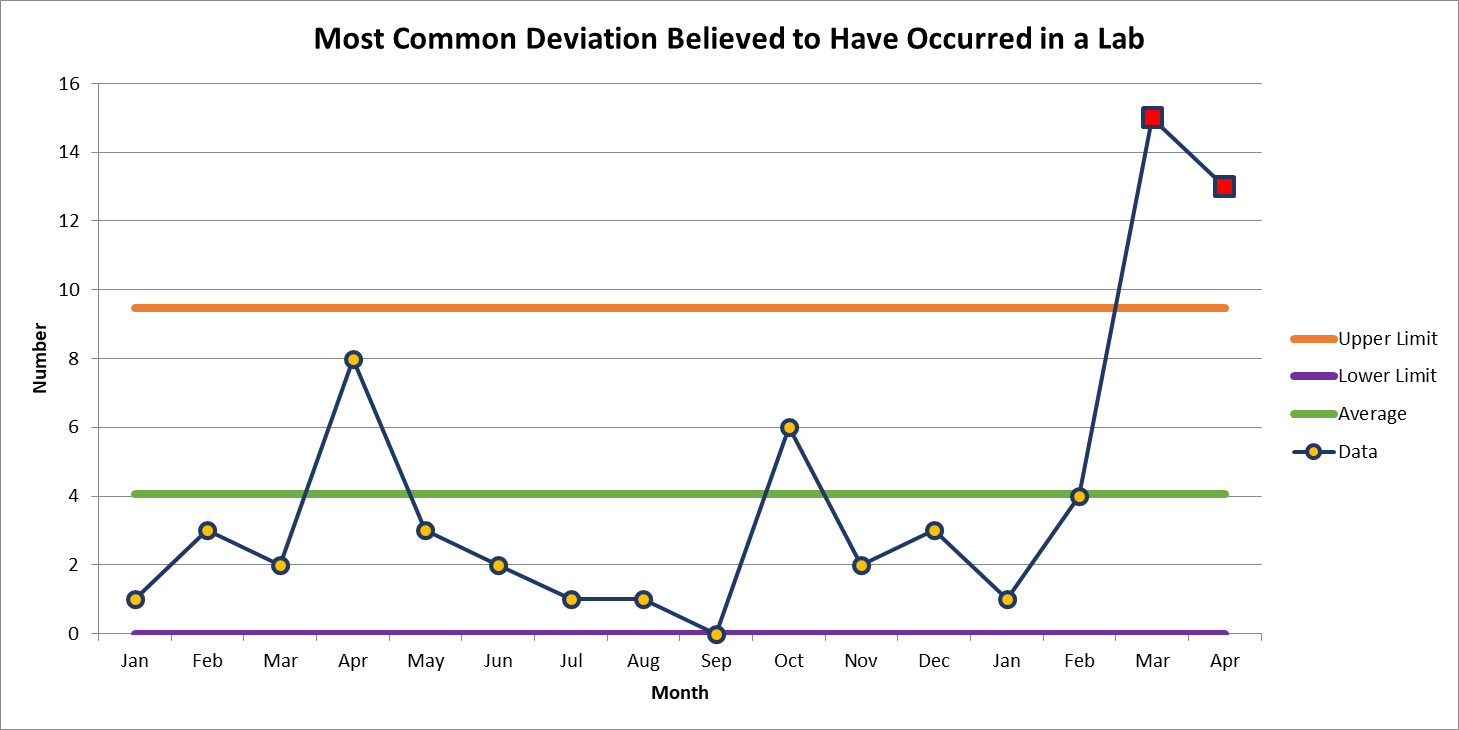 Most Common Deviation Believed to Have Occurred in a Lab
16
14
12
10
8
6
4
2
0
Number
Jan Feb Mar Apr May Jun Jul Aug Sep Oct Nov Dec Jan Feb Mar Apr
Month
Upper Limit
Lower Limit
Average
Data